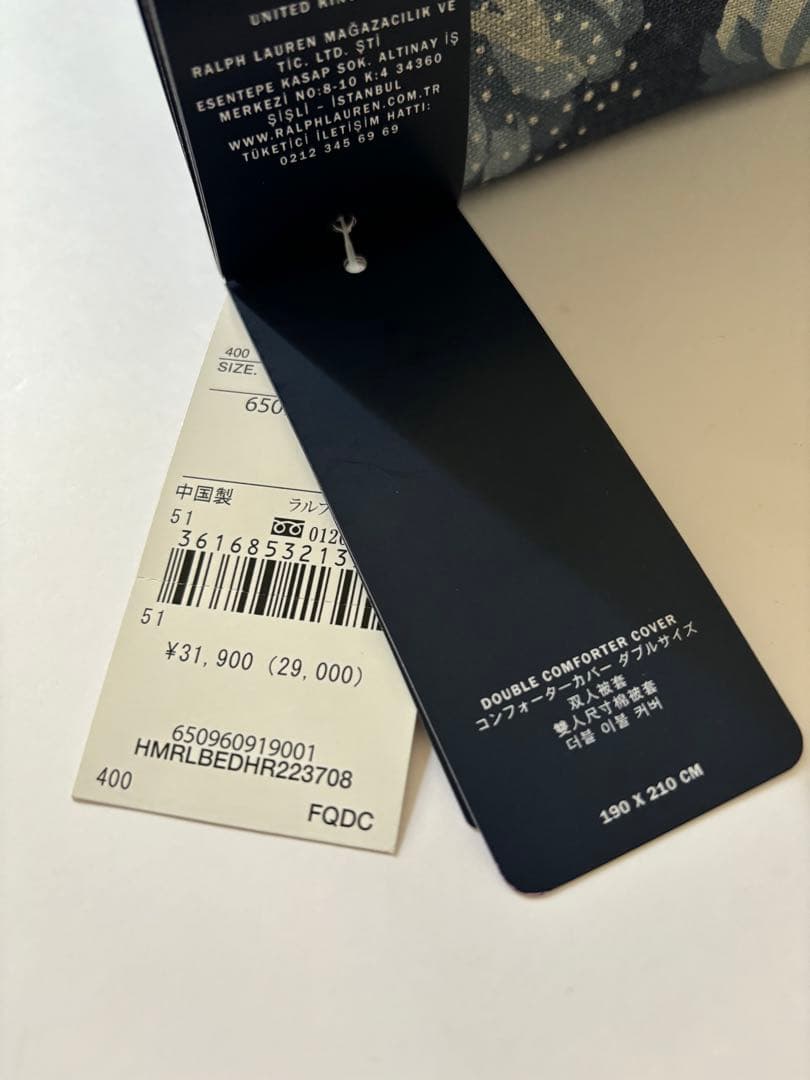 UNITED
RALPH LAUREN MAĞAZACILIK VE
TİC. LTD. ŞTİ
ESENTEPE KASAP SOK. ALTINAY İŞ
MERKEZİ NO:8-10 K:4 34360
ŞİŞLİ – İSTANBUL
WWW.RALPHLAUREN.COM.TR
TÜKETİCİ İLETİŞİM HATTI:
0212 345 69 69
400
SIZE.
650
中国製
ラルフ
51
0120
3616853213
51
¥31,900 (29,000)
650960919001
HMRLBEDHR223708
400
FQDC
DOUBLE COMFORTER COVER
コンフォーターカバー ダブルサイズ
双人被套
雙人尺寸棉被套
더블 이불 커버
190 X 210 CM